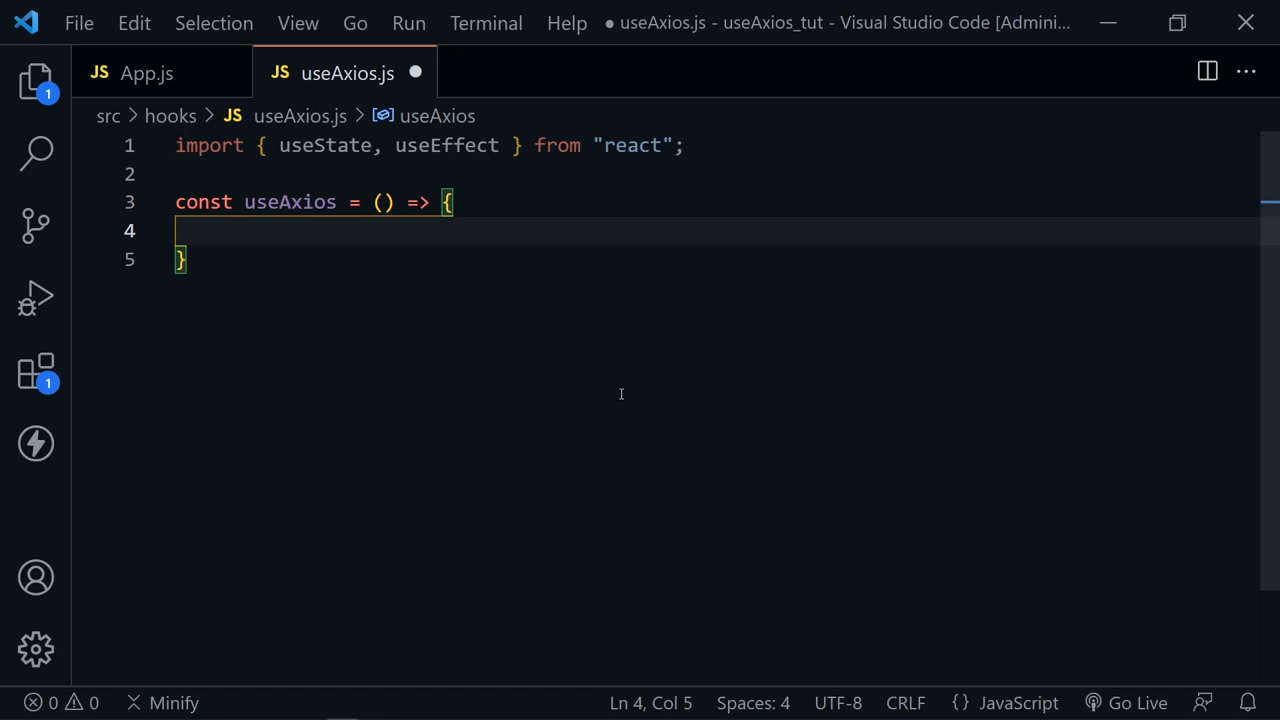 File Edit Selection View Go Run Terminal Help ● useAxios.js - useAxios_tut - Visual Studio Code [Admini...
JS App.js JS useAxios.js ●
src > hooks > JS useAxios.js > useAxios
1 import { useState, useEffect } from "react";
2
3 const useAxios = () => {
4
5 }
1
1
0 0 Minify Ln 4, Col 5 Spaces: 4 UTF-8 CRLF {} JavaScript Go Live